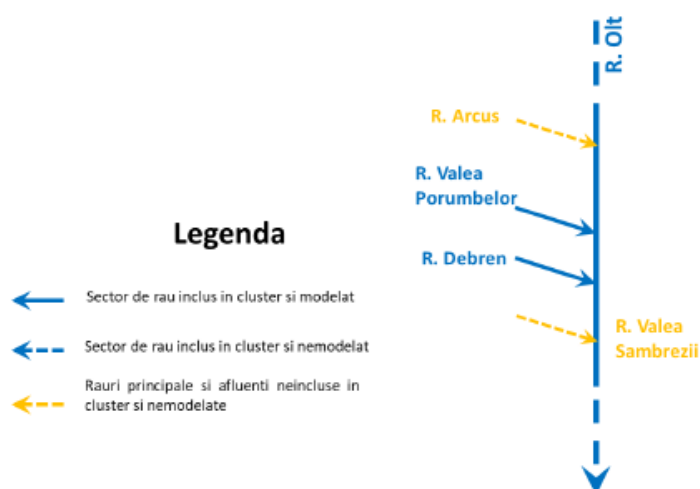 R. Olt
R. Arcus
R. Valea
Porumbelor
R. Debren
R. Valea
Sambrezii
Legenda
Sector de rau inclus in cluster si modelat
Sector de rau inclus in cluster si nemodelat
Rauri principale si afluenti neincluse in
cluster si nemodelate